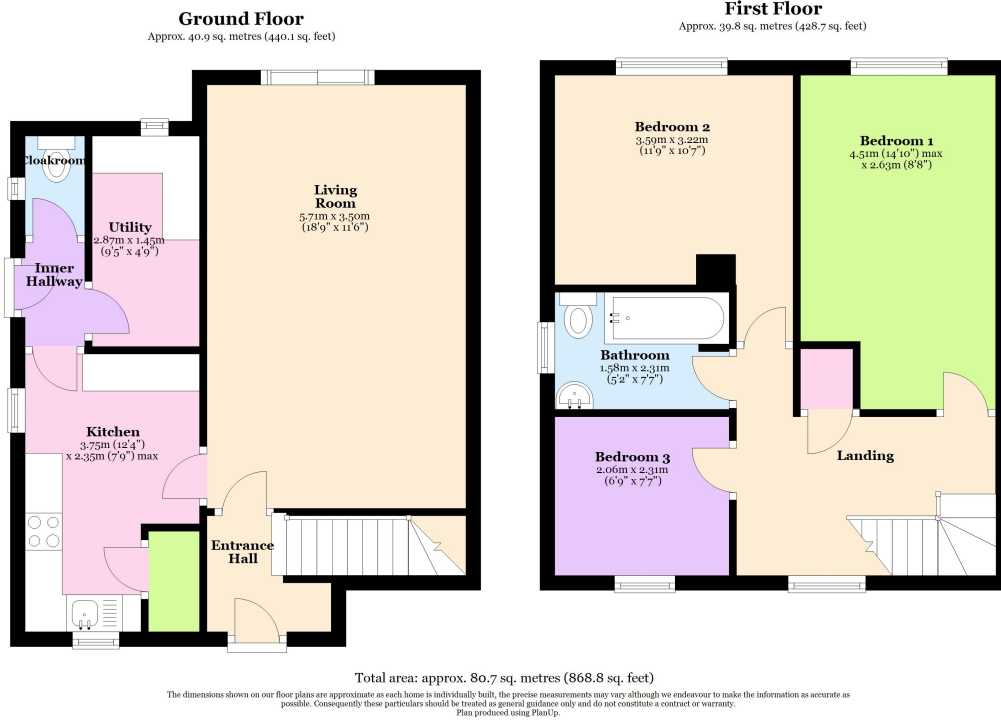 Ground Floor
Approx. 40.9 sq. metres (440.1 sq. feet)
Cloakroom
Utility
2.87m x 1.45m
(9'5" x 4'9")
Inner
Hallway
Living
Room
5.71m x 3.50m
(18'9" x 11'6")
Kitchen
3.75m (12'4")
x 2.35m (7'9") max
Entrance
Hall
First Floor
Approx. 39.8 sq. metres (428.7 sq. feet)
Bedroom 2
3.59m x 3.22m
(11'9" x 10'7")
Bedroom 1
4.51m (14'10") max
x 2.63m (8'8")
Bathroom
1.58m x 2.31m
(5'2" x 7'7")
Bedroom 3
2.06m x 2.31m
(6'9" x 7'7")
Landing
Total area: approx. 80.7 sq. metres (868.8 sq. feet)
The dimensions shown on our floor plans are approximate as each home is individually built, the precise measurements may vary although we endeavour to make the information as accurate as
possible. Consequently these particulars should be treated as general guidance only and do not constitute a contract or warranty.
Plan produced using PlanUp.